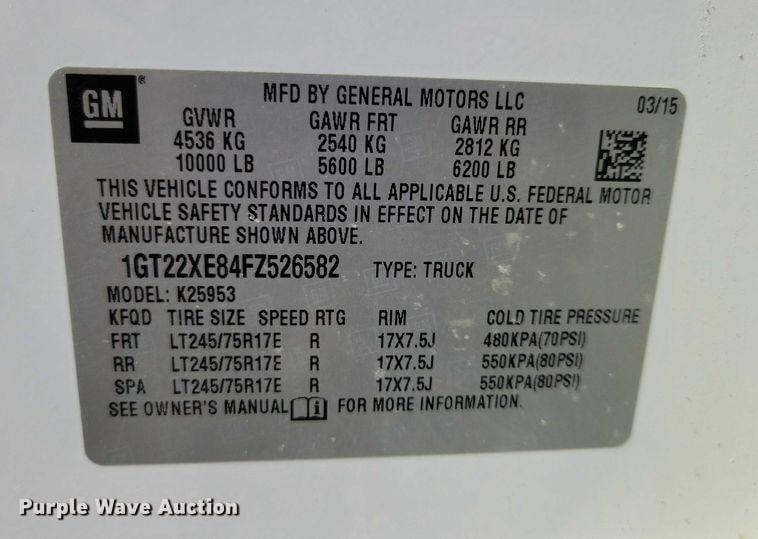 GM ®
MFD BY GENERAL MOTORS LLC 03/15
GVWR GAWR FRT GAWR RR
4536 KG 2540 KG 2812 KG
10000 LB 5600 LB 6200 LB
THIS VEHICLE CONFORMS TO ALL APPLICABLE U.S. FEDERAL MOTOR
VEHICLE SAFETY STANDARDS IN EFFECT ON THE DATE OF
MANUFACTURE SHOWN ABOVE.
1GT22XE84FZ526582 TYPE: TRUCK
MODEL: K25953
KFQD TIRE SIZE SPEED RTG RIM COLD TIRE PRESSURE
FRT LT245/75R17E R 17X7.5J 480KPA(70PSI)
RR LT245/75R17E R 17X7.5J 550KPA(80PSI)
SPA LT245/75R17E R 17X7.5J 550KPA(80PSI)
SEE OWNER'S MANUAL i FOR MORE INFORMATION.
Purple Wave Auction